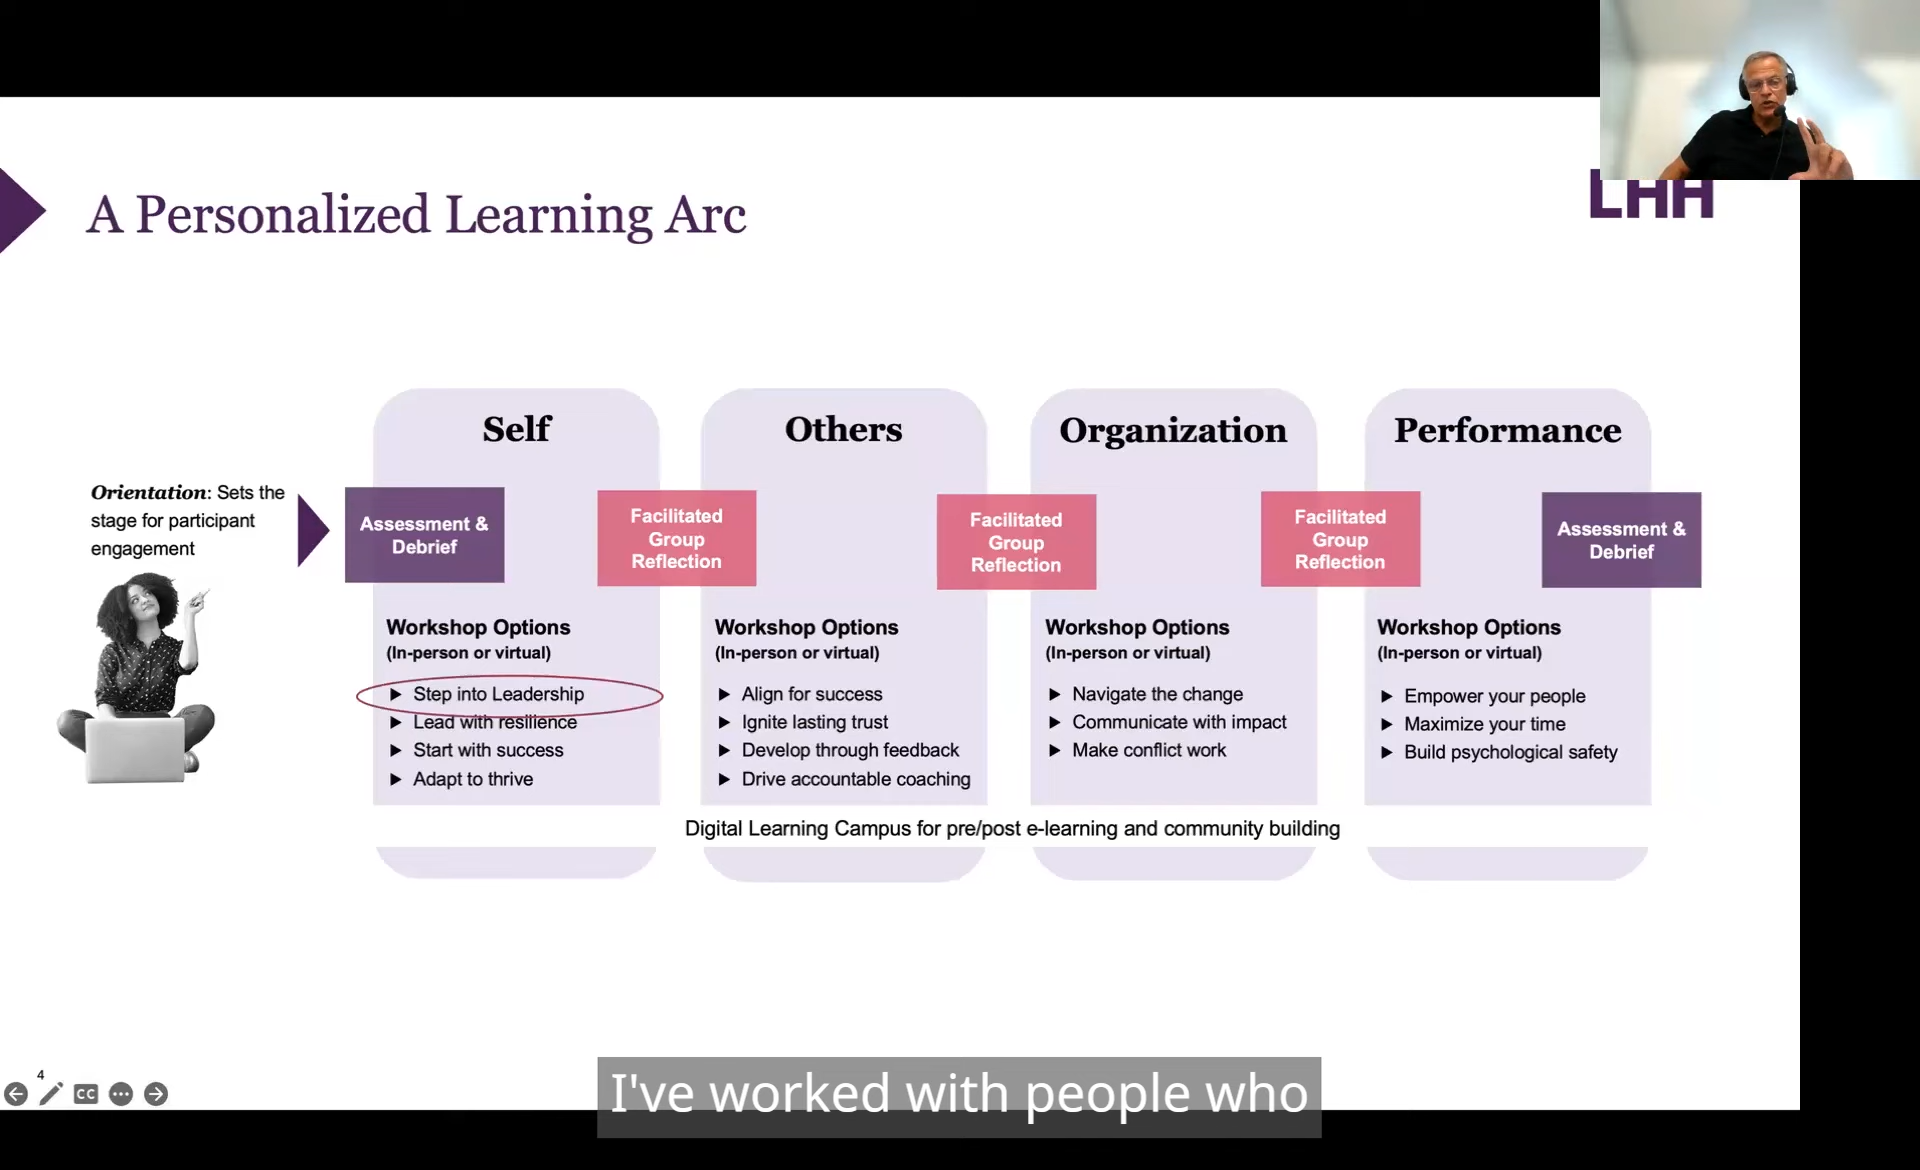 LHH
A Personalized Learning Arc
Self
Others
Organization
Performance
Orientation: Sets the
stage for participant
engagement
Assessment &
Debrief
Facilitated
Group
Reflection
Facilitated
Group
Reflection
Facilitated
Group
Reflection
Assessment &
Debrief
Workshop Options
(In-person or virtual)
Step into Leadership
Lead with resilience
Start with success
Adapt to thrive
Workshop Options
(In-person or virtual)
Align for success
Ignite lasting trust
Develop through feedback
Drive accountable coaching
Workshop Options
(In-person or virtual)
Navigate the change
Communicate with impact
Make conflict work
Workshop Options
(In-person or virtual)
Empower your people
Maximize your time
Build psychological safety
Digital Learning Campus for pre/post e-learning and community building
4
CC
I've worked with people who